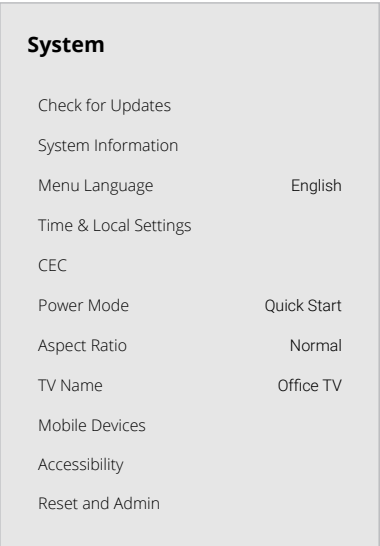 System
Check for Updates
System Information
Menu Language English
Time & Local Settings
CEC
Power Mode Quick Start
Aspect Ratio Normal
TV Name Office TV
Mobile Devices
Accessibility
Reset and Admin